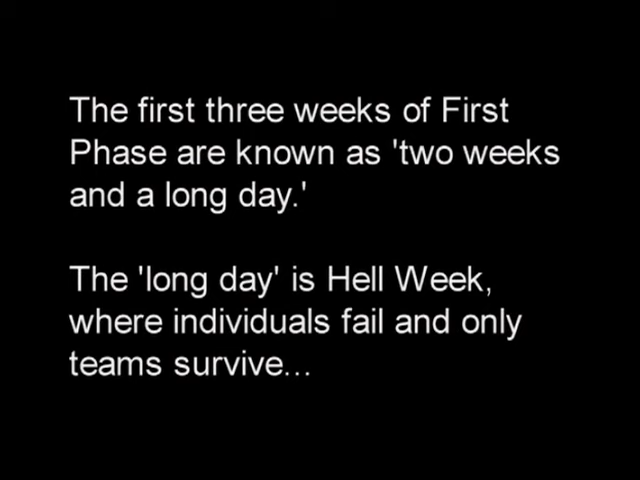 The first three weeks of First
Phase are known as 'two weeks
and a long day.'
The 'long day' is Hell Week,
where individuals fail and only
teams survive...